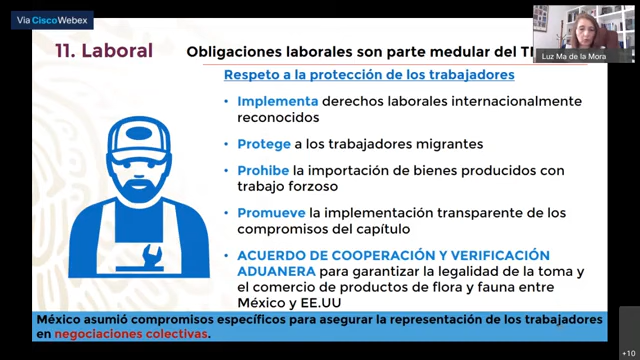 Via Cisco Webex
11. Laboral
Obligaciones laborales son parte medular del
Luz Ma de la Mora
Respeto a la protección de los trabajadores
• Implementa derechos laborales internacionalmente
reconocidos
• Protege a los trabajadores migrantes
• Prohibe la importación de bienes producidos con
trabajo forzoso
• Promueve la implementación transparente de los
compromisos del capítulo
• ACUERDO DE COOPERACIÓN Y VERIFICACIÓN
ADUANERA para garantizar la legalidad de la toma y
el comercio de productos de flora y fauna entre
México y EE.UU
México asumió compromisos específicos para asegurar la representación de los trabajadores
en negociaciones colectivas.
+10